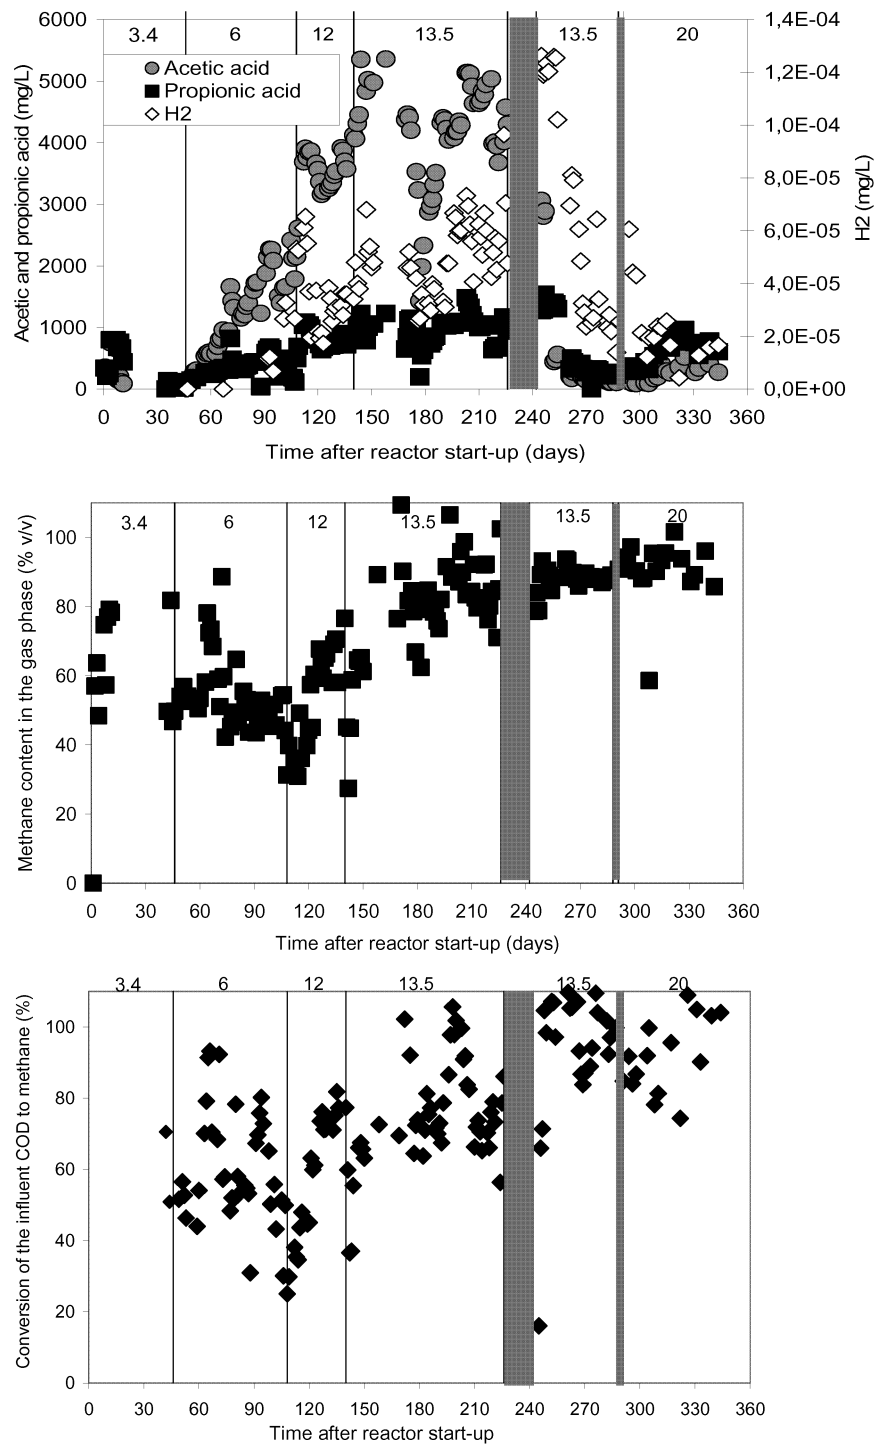 3.4 6 12 13.5 13.5 20
Acetic acid
Propionic acid
H2
6000 5000 4000 3000 2000 1000 0
Acetic and propionic acid (mg/L)
1,4E-04 1,2E-04 1,0E-04 8,0E-05 6,0E-05 4,0E-05 2,0E-05 0,0E+00
H2 (mg/L)
0 30 60 90 120 150 180 210 240 270 300 330 360
Time after reactor start-up (days)
3.4 6 12 13.5 13.5 20
100 80 60 40 20 0
Methane content in the gas phase (% v/v)
0 30 60 90 120 150 180 210 240 270 300 330 360
Time after reactor start-up (days)
3.4 6 12 13.5 13.5 20
100 80 60 40 20 0
Conversion of the influent COD to methane (%)
0 30 60 90 120 150 180 210 240 270 300 330 360
Time after reactor start-up